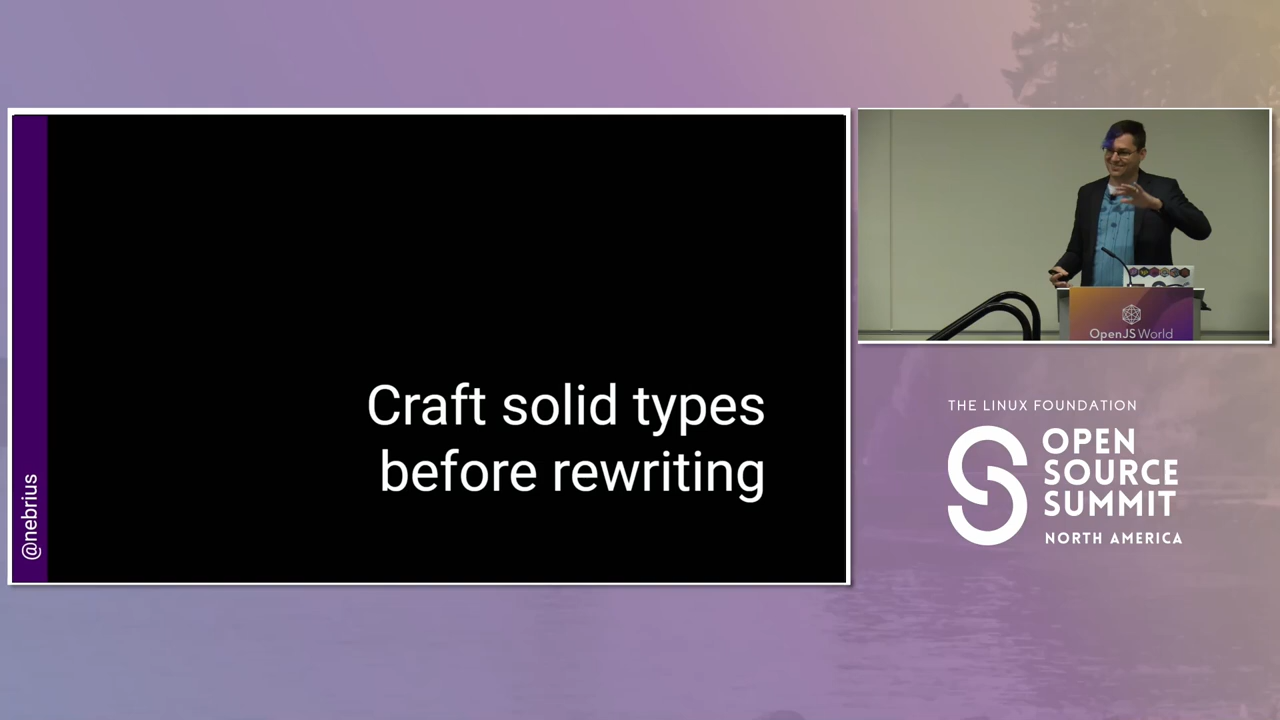 Craft solid types
before rewriting
@nebrius
OpenJS World
THE LINUX FOUNDATION
OPEN
SOURCE
SUMMIT
NORTH AMERICA